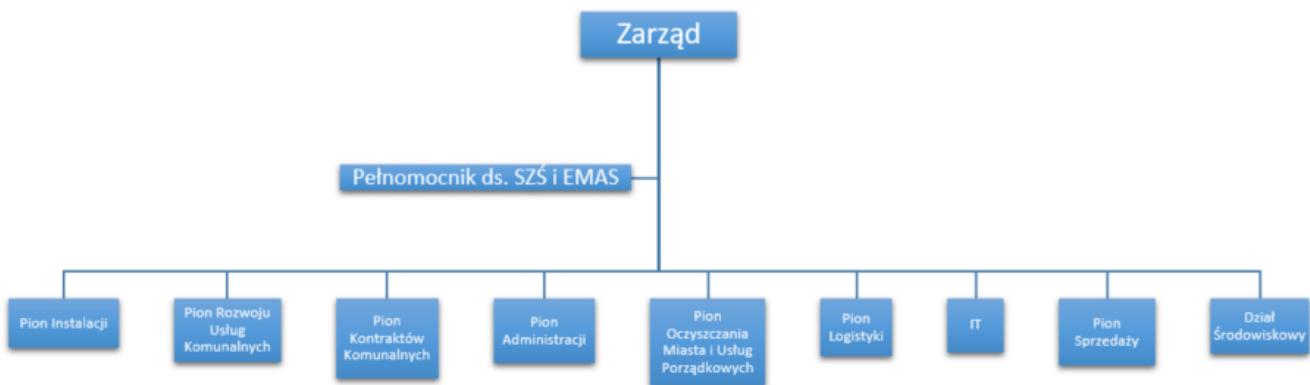 Zarząd
Pełnomocnik ds. SZŚ i EMAS
Pion Instalacji
Pion Rozwoju
Usług
Komunalnych
Pion
Kontraktów
Komunalnych
Pion
Administracji
Pion
Oczyszczania
Miasta i Usług
Porządkowych
Pion
Logistyki
IT
Pion
Sprzedaży
Dział
Środowiskowy